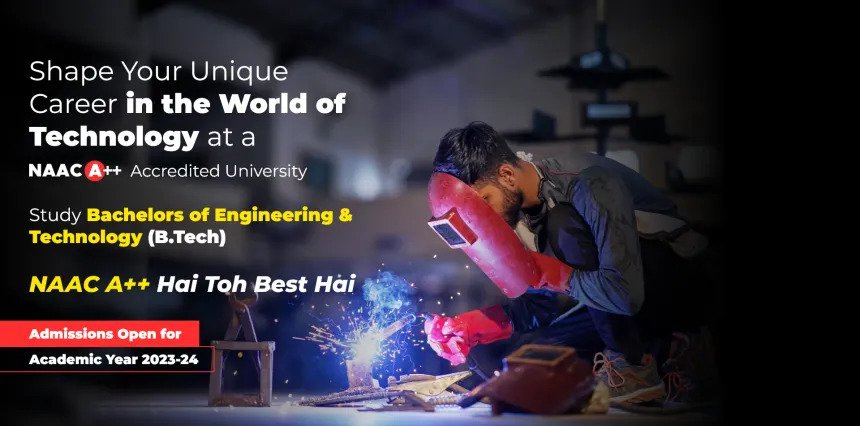 Shape Your Unique
Career in the World of
Technology at a
NAAC A++ Accredited University
Study Bachelors of Engineering &
Technology (B.Tech)
NAAC A++ Hai Toh Best Hai
Admissions Open for
Academic Year 2023-24